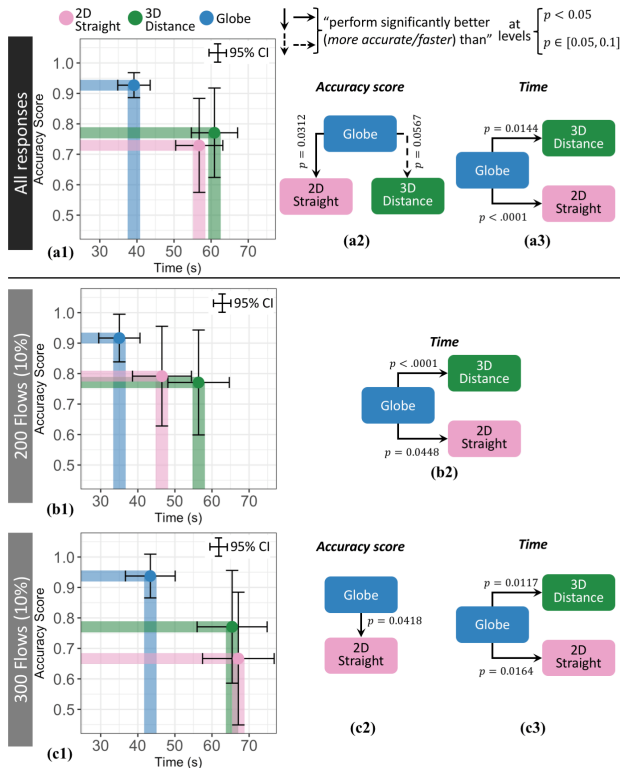 2D Straight
3D Distance
Globe
"perform significantly better (more accurate/faster) than" at levels
p < 0.05
p ∈ [0.05, 0.1]
All responses
Accuracy Score
1.0
0.9
0.8
0.7
0.6
0.5
95% CI
30 40 50 60 70
Time (s)
(a1)
Accuracy score
Globe
p = 0.0312
p = 0.0567
2D Straight
3D Distance
(a2)
Time
p = 0.0144
3D Distance
Globe
2D Straight
p < .0001
(a3)
200 Flows (10%)
Accuracy Score
1.0
0.9
0.8
0.7
0.6
0.5
95% CI
30 40 50 60 70
Time (s)
(b1)
Time
p < .0001
3D Distance
Globe
2D Straight
p = 0.0448
(b2)
300 Flows (10%)
Accuracy Score
1.0
0.9
0.8
0.7
0.6
0.5
95% CI
30 40 50 60 70
Time (s)
(c1)
Accuracy score
Globe
p = 0.0418
2D Straight
(c2)
Time
p = 0.0117
3D Distance
Globe
2D Straight
p = 0.0164
(c3)